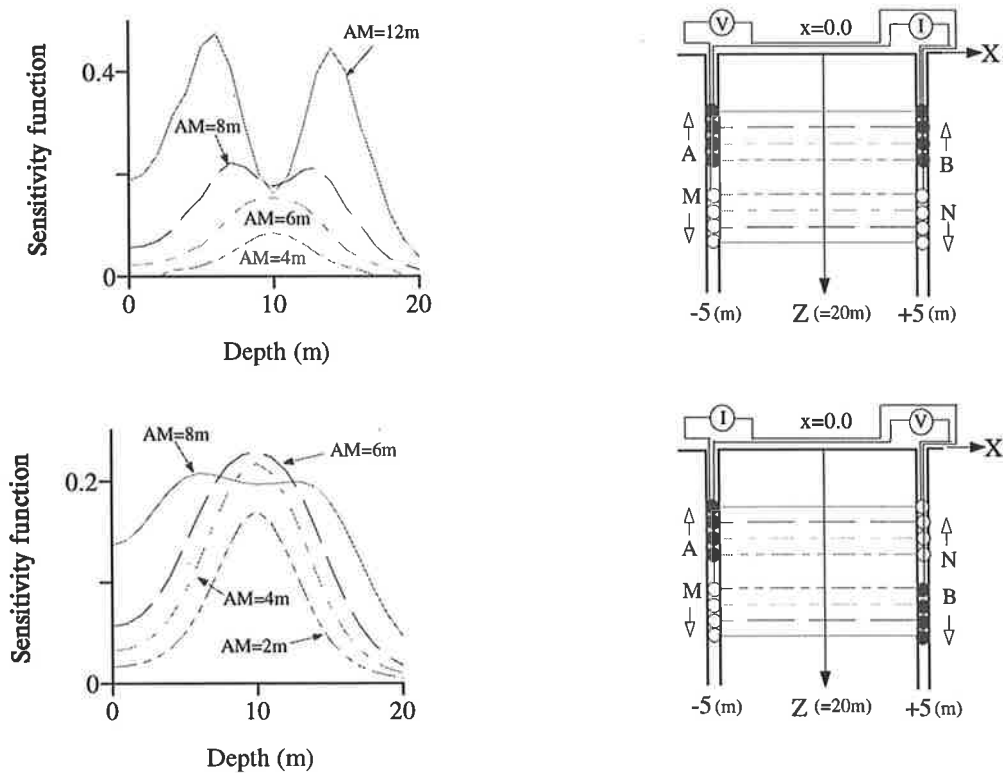 Sensitivity function
0.4
0
AM=12m
AM=8m
AM=6m
AM=4m
0
10
20
Depth (m)
V
x=0.0
I
X
A
B
M
N
-5 (m)
Z (=20m)
+5 (m)
Sensitivity function
0.2
0
AM=8m
AM=6m
AM=4m
AM=2m
0
10
20
Depth (m)
I
x=0.0
V
X
A
N
M
B
-5 (m)
Z (=20m)
+5 (m)